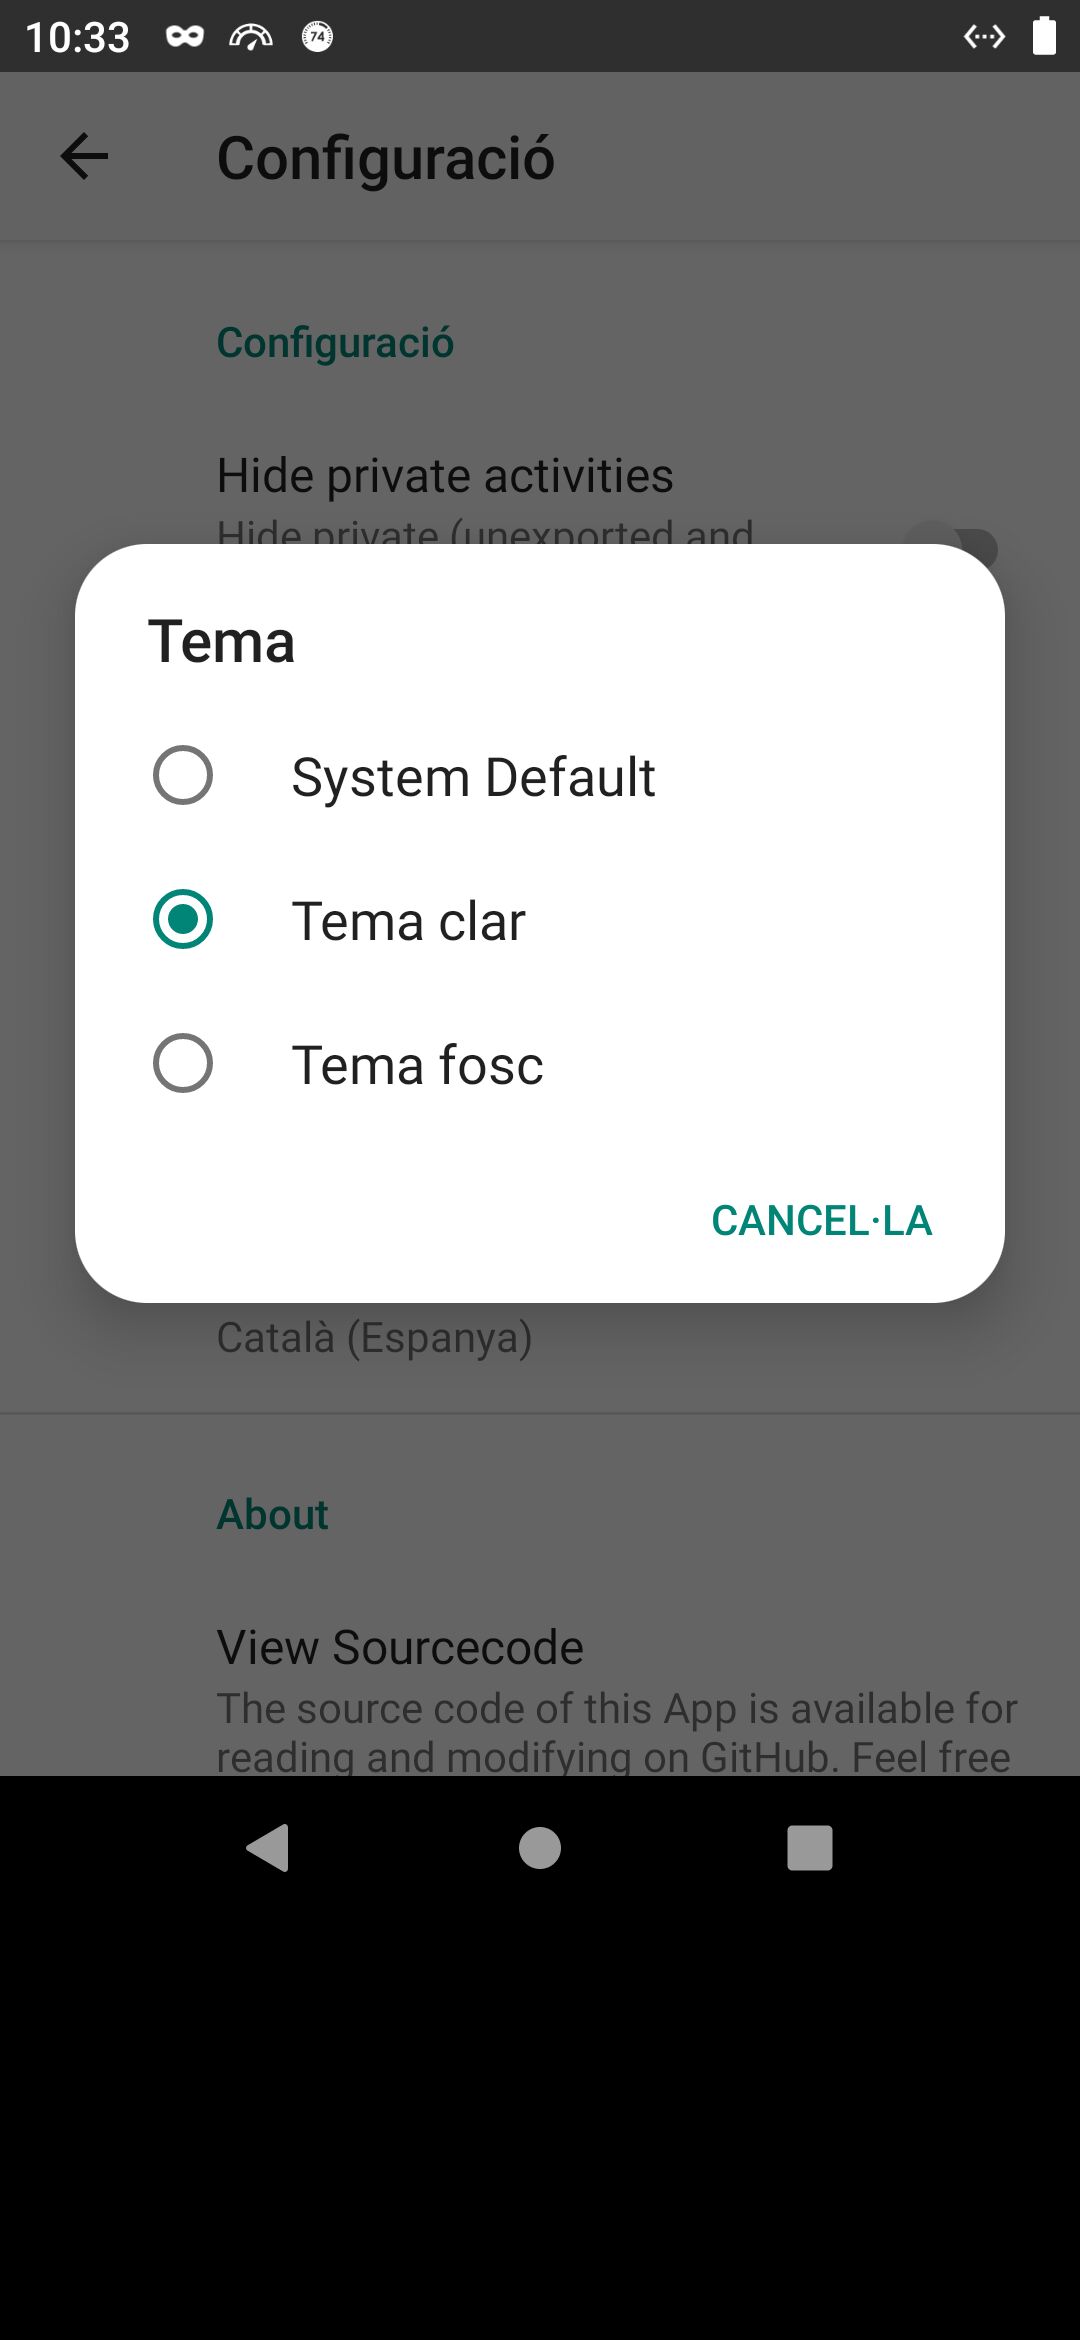 10:33
74
Configuració
Configuració
Hide private activities
Hide private (unexported and
Tema
System Default
Tema clar
Tema fosc
CANCEL·LA
Català (Espanya)
About
View Sourcecode
The source code of this App is available for
reading and modifying on GitHub. Feel free